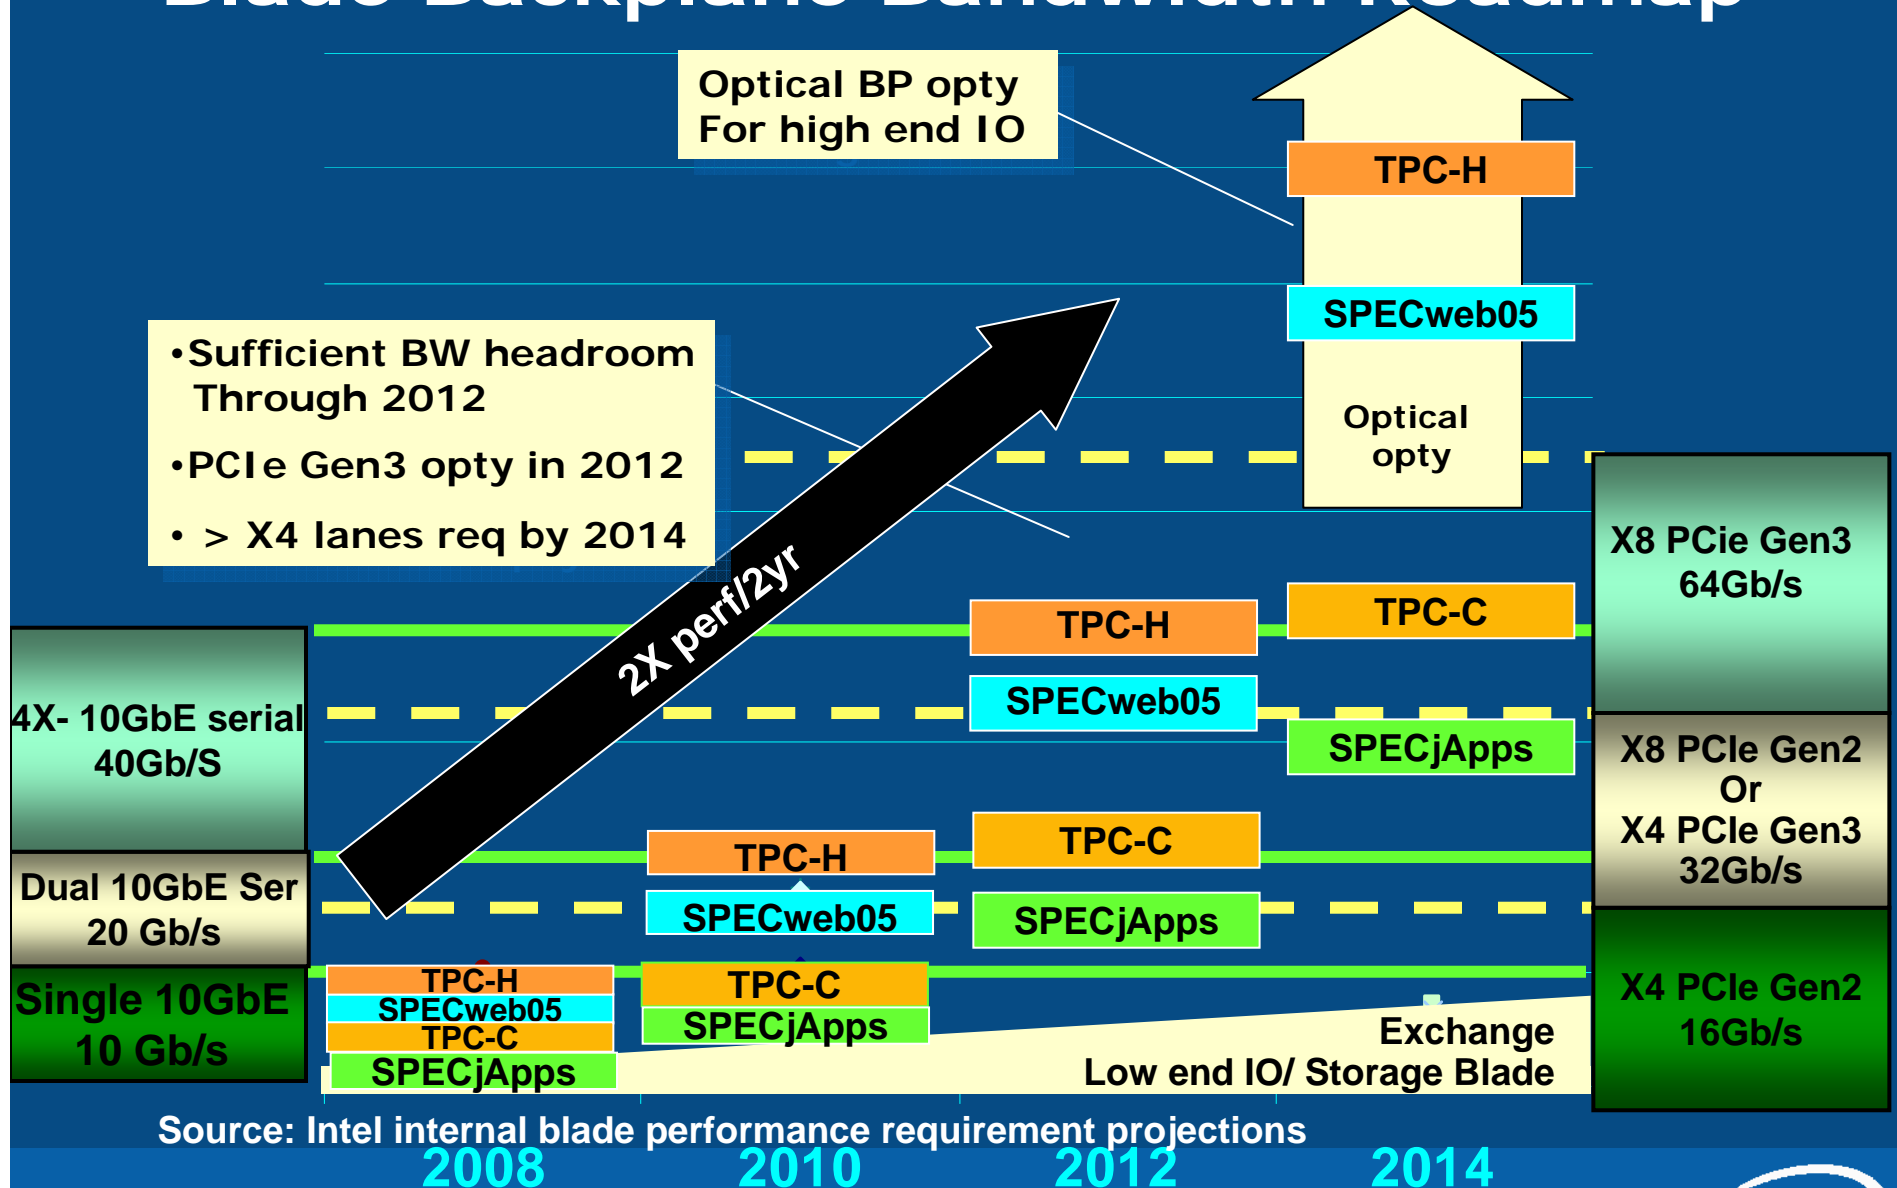 Blade Backplane Bandwidth Roadmap
Optical BP opty
For high end IO
TPC-H
SPECweb05
Optical
opty
•Sufficient BW headroom
Through 2012
•PCIe Gen3 opty in 2012
• > X4 lanes req by 2014
2X perf/2yr
X8 PCie Gen3
64Gb/s
TPC-H
TPC-C
SPECweb05
SPECjApps
4X- 10GbE serial
40Gb/S
X8 PCIe Gen2
Or
X4 PCIe Gen3
32Gb/s
TPC-H
TPC-C
SPECweb05
SPECjApps
Dual 10GbE Ser
20 Gb/s
TPC-H
SPECweb05
TPC-C
SPECjApps
TPC-C
SPECjApps
Single 10GbE
10 Gb/s
X4 PCIe Gen2
16Gb/s
Exchange
Low end IO/ Storage Blade
Source: Intel internal blade performance requirement projections
2008
2010
2012
2014